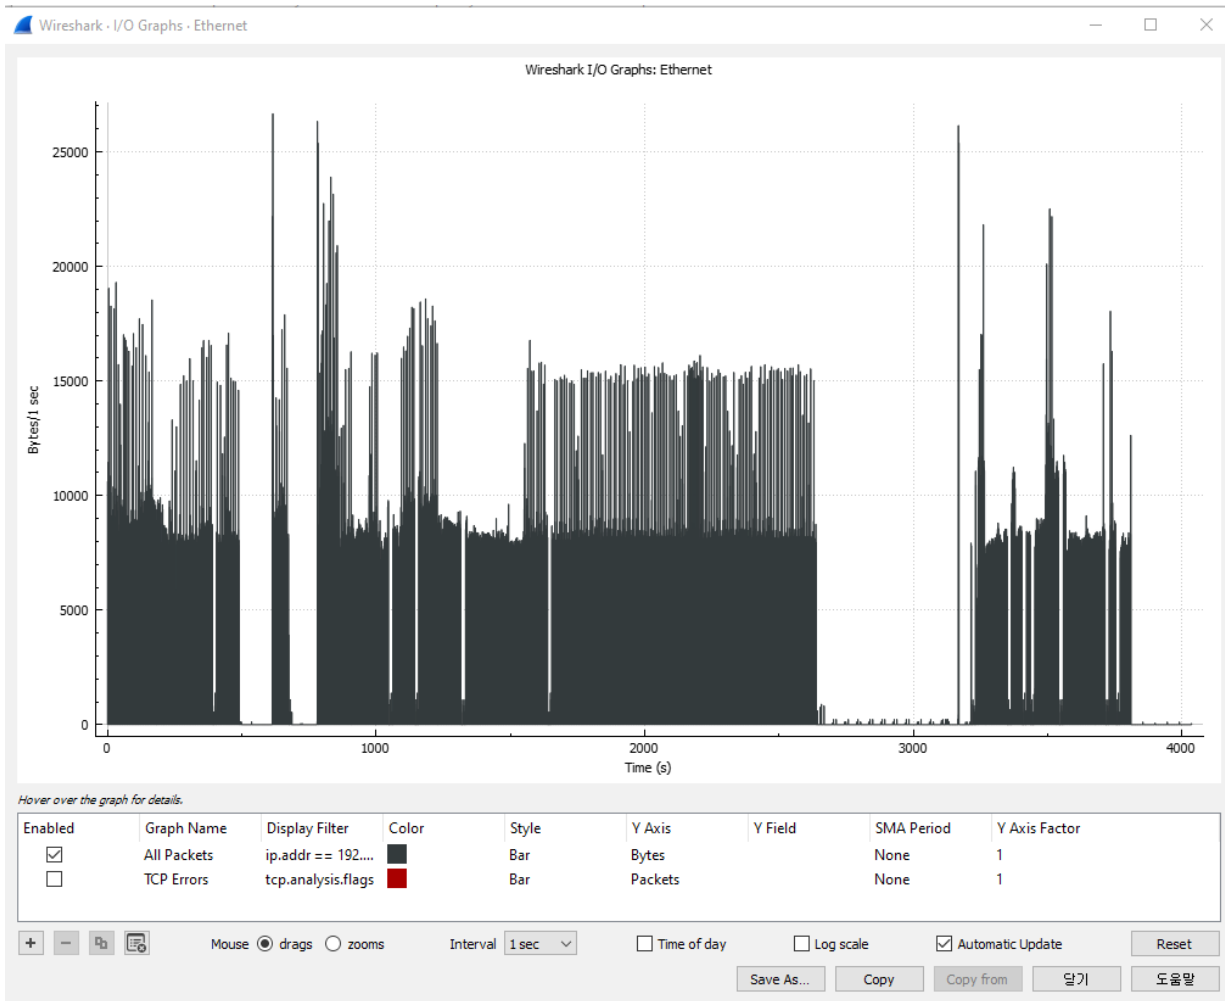 Wireshark · I/O Graphs · Ethernet
Wireshark I/O Graphs: Ethernet
25000
20000
15000
10000
5000
0
Bytes/1 sec
0 1000 2000 3000 4000
Time (s)
Hover over the graph for details.
Enabled Graph Name Display Filter Color Style Y Axis Y Field SMA Period Y Axis Factor
All Packets ip.addr == 192.... Bar Bytes None 1
TCP Errors tcp.analysis.flags Bar Packets None 1
+ − Mouse drags zooms Interval 1 sec Time of day Log scale Automatic Update Reset
Save As... Copy Copy from 닫기 도움말